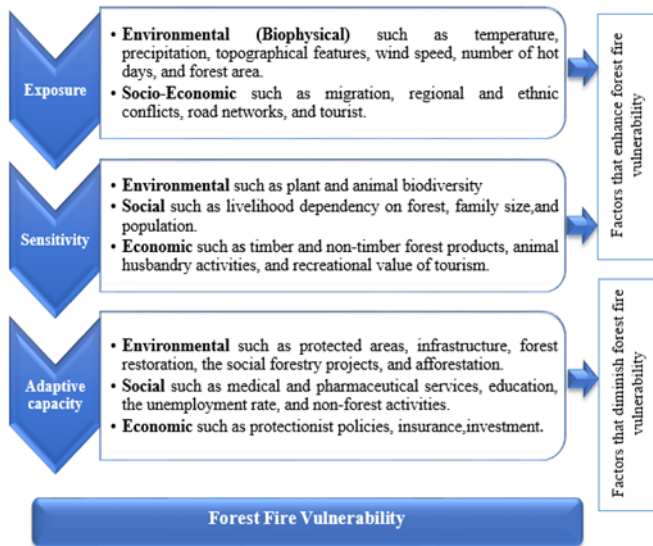 Exposure
• Environmental (Biophysical) such as temperature,
precipitation, topographical features, wind speed, number of hot
days, and forest area.
• Socio-Economic such as migration, regional and ethnic
conflicts, road networks, and tourist.
Factors that enhance forest fire
vulnerability
Sensitivity
• Environmental such as plant and animal biodiversity
• Social such as livelihood dependency on forest, family size,and
population.
• Economic such as timber and non-timber forest products, animal
husbandry activities, and recreational value of tourism.
Adaptive
capacity
• Environmental such as protected areas, infrastructure, forest
restoration, the social forestry projects, and afforestation.
• Social such as medical and pharmaceutical services, education,
the unemployment rate, and non-forest activities.
• Economic such as protectionist policies, insurance,investment.
Factors that diminish forest fire
vulnerability
Forest Fire Vulnerability